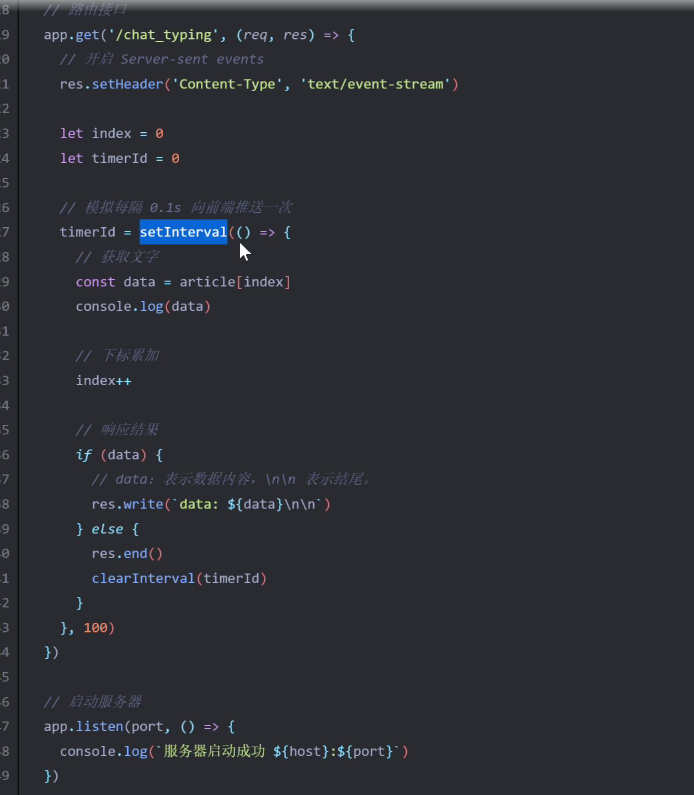 8 // 路由接口
9 app.get('/chat_typing', (req, res) => {
0 // 开启 Server-sent events
1 res.setHeader('Content-Type', 'text/event-stream')
2
3 let index = 0
4 let timerId = 0
5
6 // 模拟每隔 0.1s 向前端推送一次
7 timerId = setInterval(() => {
8 // 获取文字
9 const data = article[index]
0 console.log(data)
1
2 // 下标累加
3 index++
4
5 // 响应结果
6 if (data) {
7 // data: 表示数据内容，\n\n 表示结尾。
8 res.write(`data: ${data}\n\n`)
9 } else {
0 res.end()
1 clearInterval(timerId)
2 }
3 }, 100)
4 })
5
6 // 启动服务器
7 app.listen(port, () => {
8 console.log(`服务器启动成功 ${host}:${port}`)
9 })